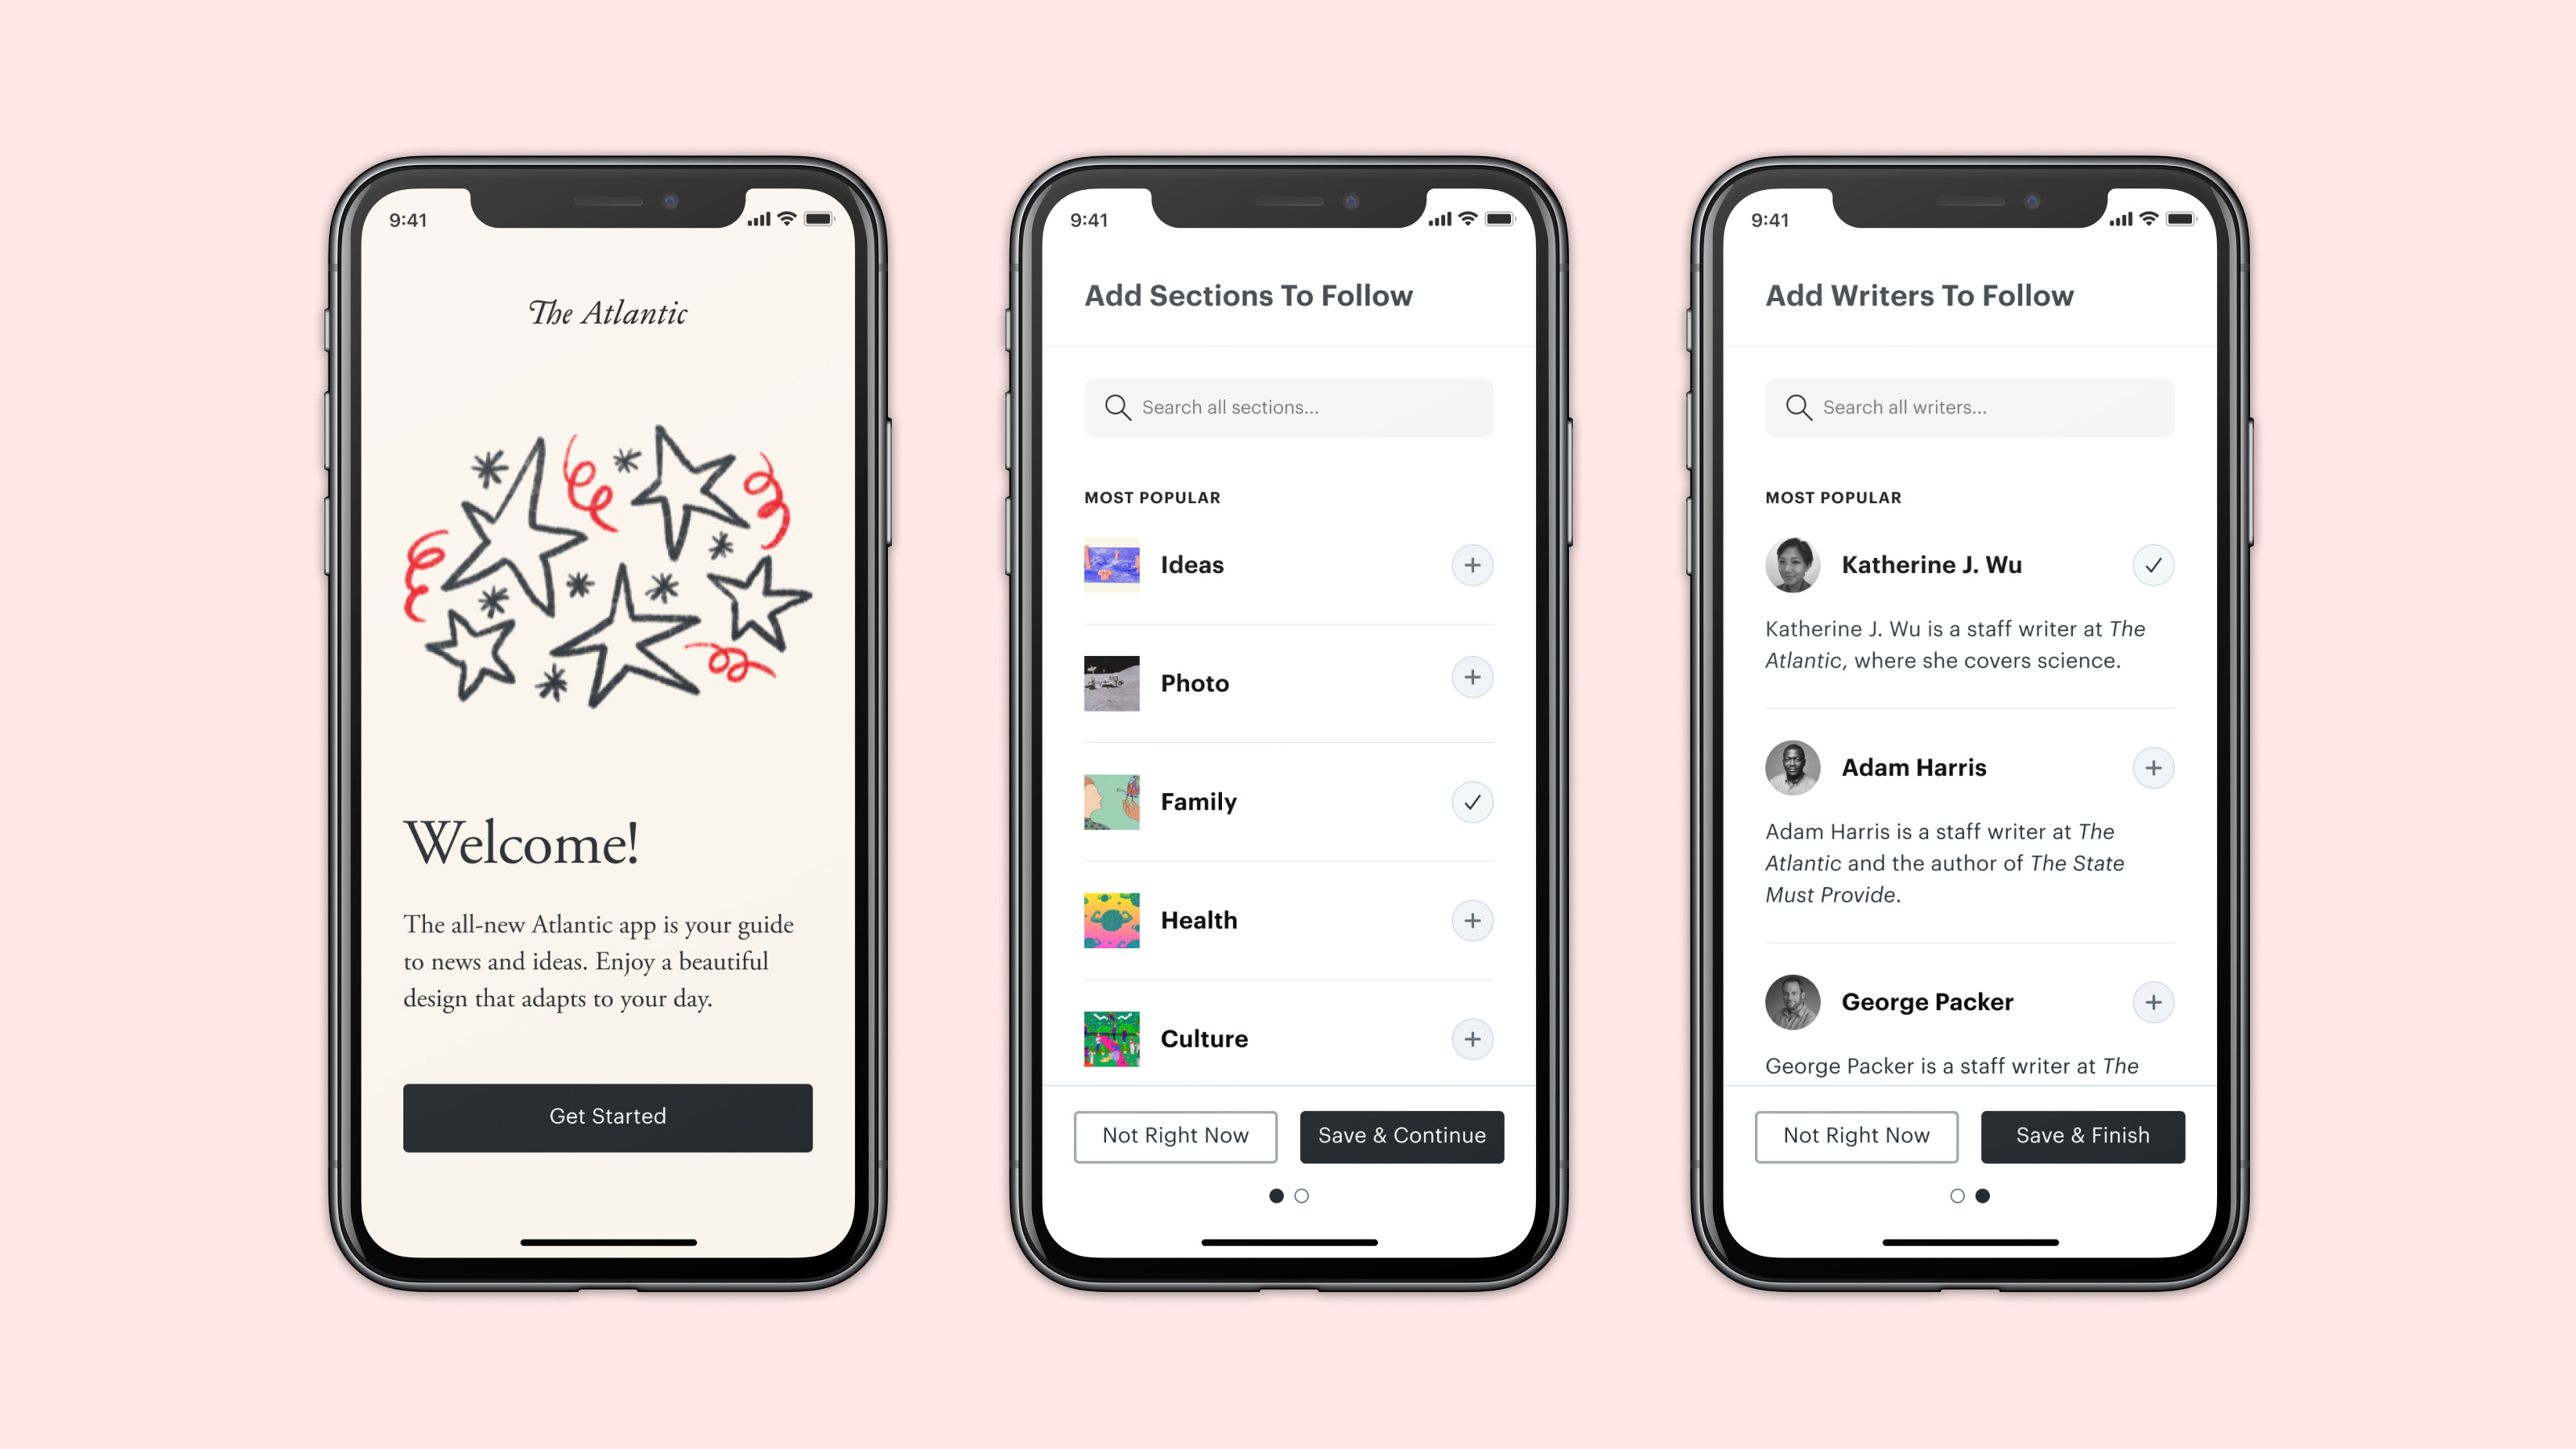 9:41
The Atlantic
Welcome!
The all-new Atlantic app is your guide
to news and ideas. Enjoy a beautiful
design that adapts to your day.
Get Started
9:41
Add Sections To Follow
Search all sections...
MOST POPULAR
Ideas
Photo
Family
Health
Culture
Not Right Now
Save & Continue
9:41
Add Writers To Follow
Search all writers...
MOST POPULAR
Katherine J. Wu
Katherine J. Wu is a staff writer at The
Atlantic, where she covers science.
Adam Harris
Adam Harris is a staff writer at The
Atlantic and the author of The State
Must Provide.
George Packer
George Packer is a staff writer at The
Not Right Now
Save & Finish